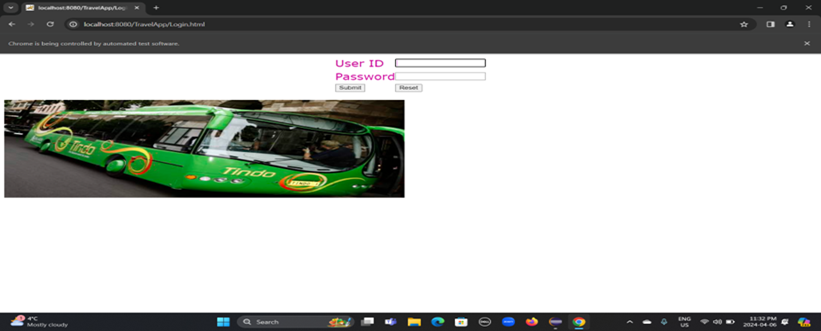 localhost:8080/TravelApp/Logi
localhost:8080/TravelApp/Login.html
Chrome is being controlled by automated test software.
User ID
Password
Submit
Reset
Tindo
Tindo
4°C
Mostly cloudy
Search
ENG
US
11:32 PM
2024-04-06